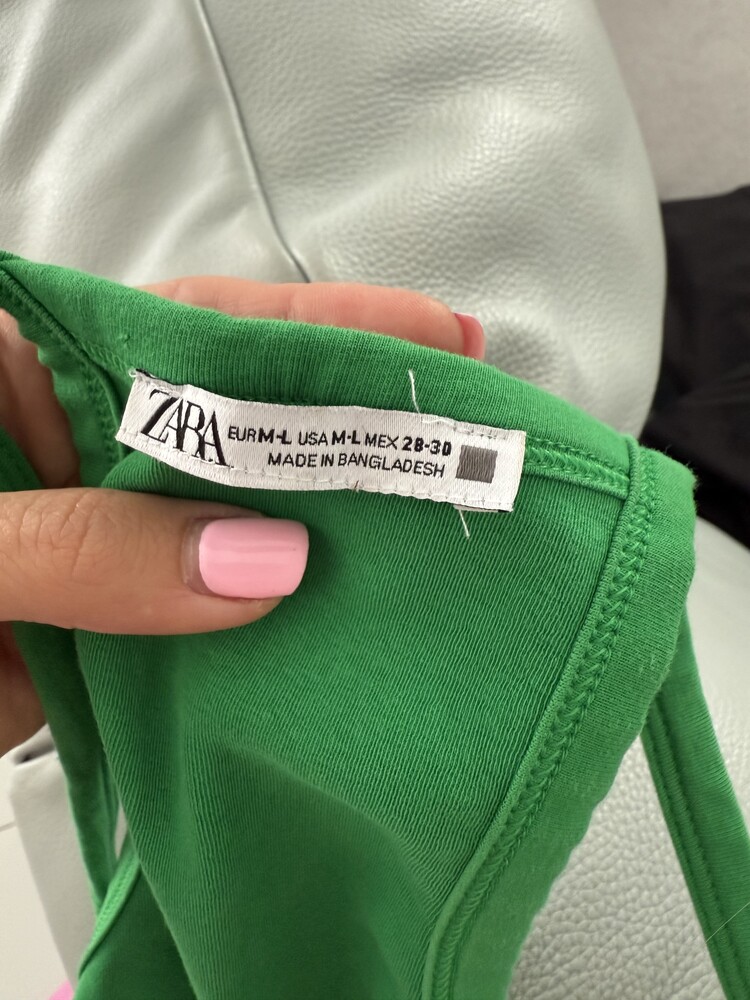 ZARA EUR M-L USA M-L MEX 28-30
MADE IN BANGLADESH